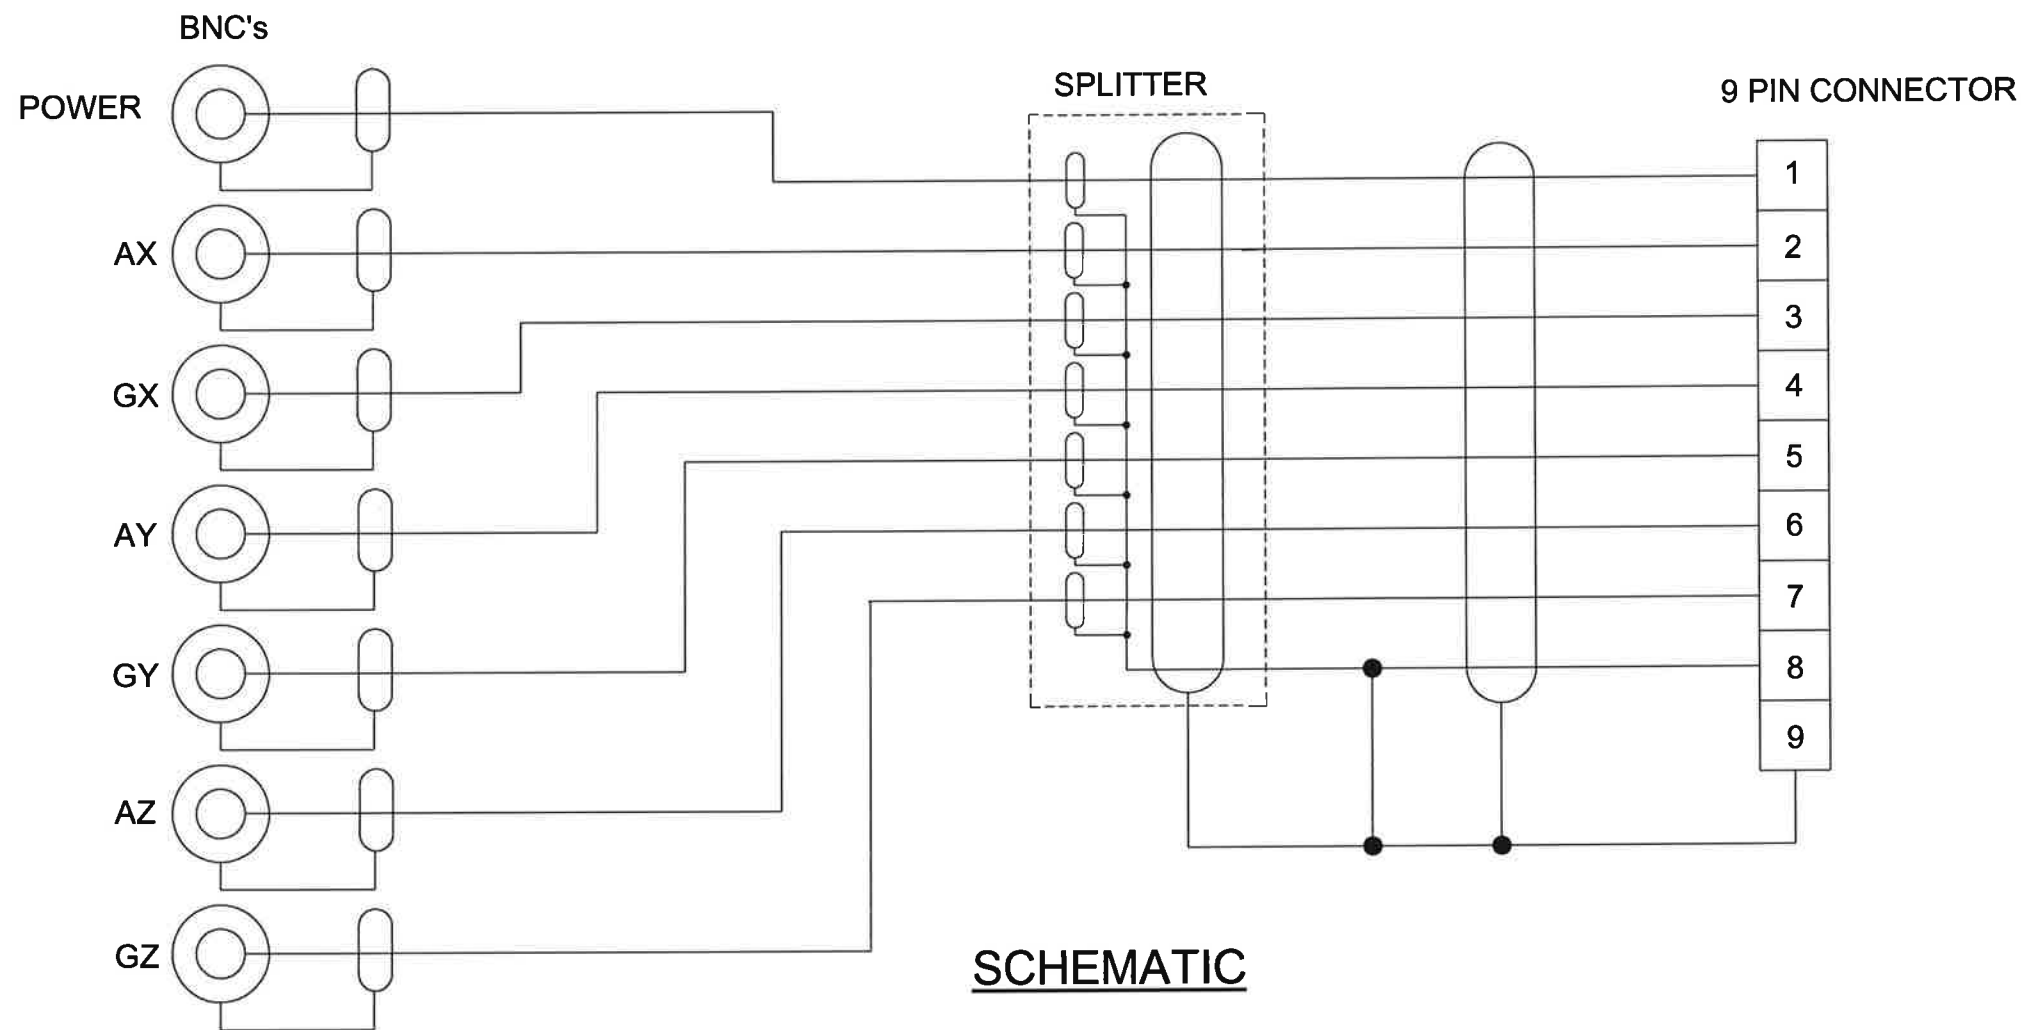 BNC's
POWER
SPLITTER
9 PIN CONNECTOR
1
AX
2
3
GX
4
5
AY
6
7
GY
8
9
AZ
GZ
SCHEMATIC